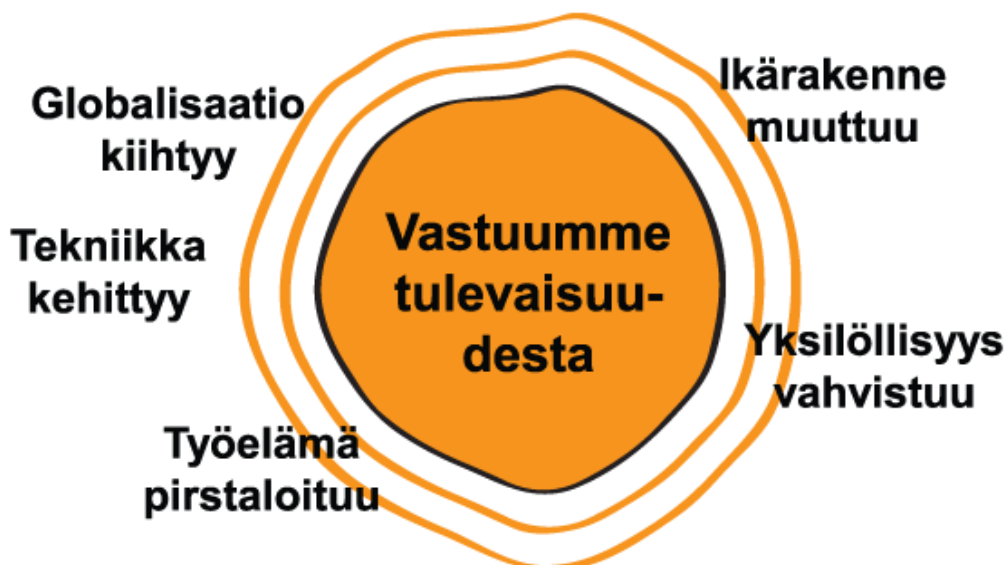 Globalisaatio
kiihtyy
Ikärakenne
muuttuu
Tekniikka
kehittyy
Vastuumme
tulevaisuu-
desta
Yksilöllisyys
vahvistuu
Työelämä
pirstaloituu